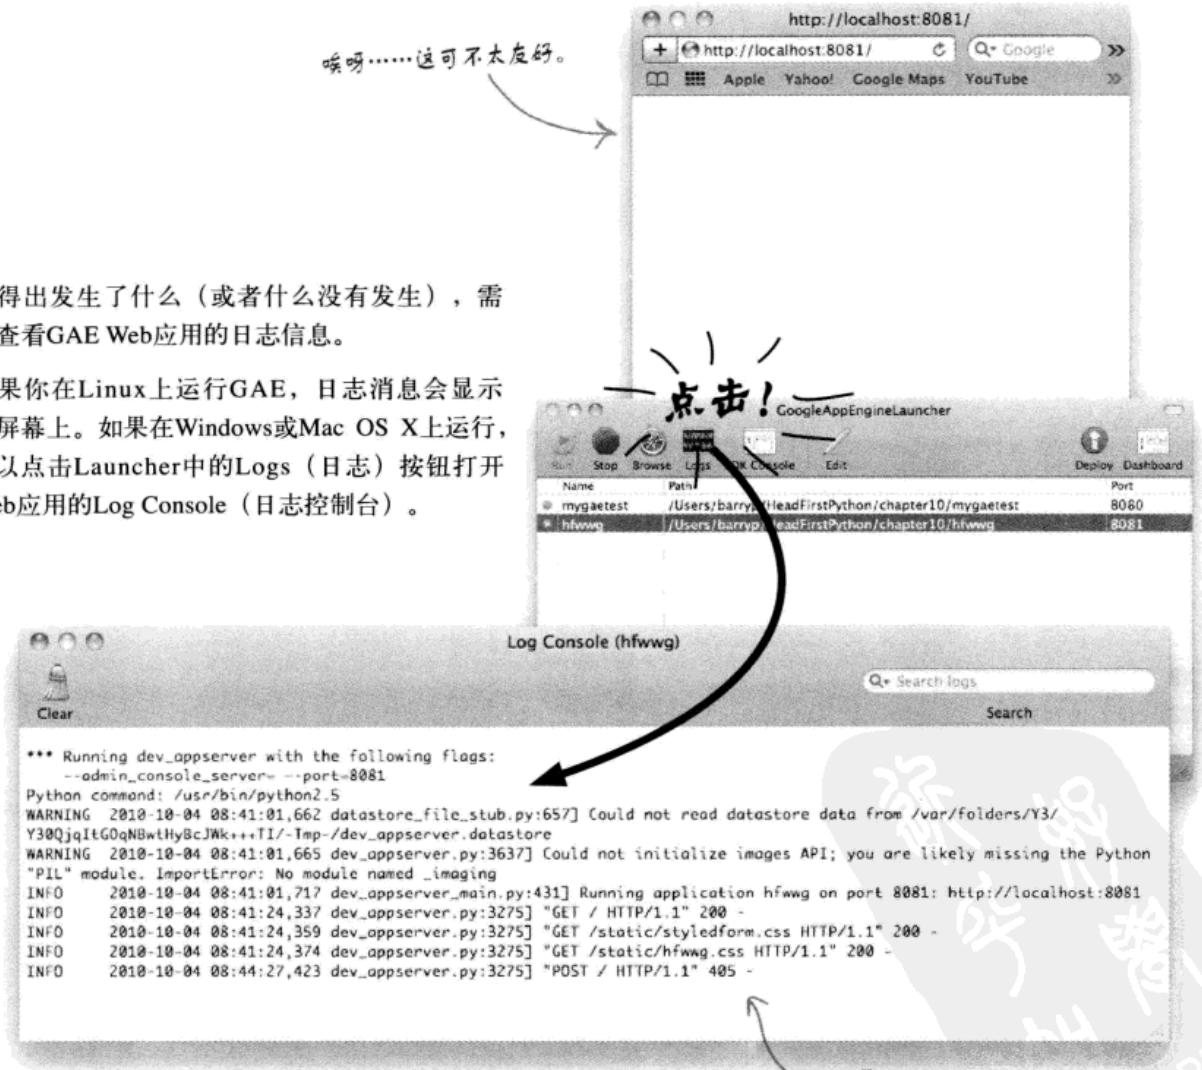 http://localhost:8081/
http://localhost:8081/
Google
Apple Yahoo! Google Maps YouTube
唉呀……这可不太友好。
得出发生了什么（或者什么没有发生），需
查看GAE Web应用的日志信息。
果你在Linux上运行GAE，日志消息会显示
屏幕上。如果在Windows或Mac OS X上运行，
以点击Launcher中的Logs（日志）按钮打开
eb应用的Log Console（日志控制台）。
点击！
GoogleAppEngineLauncher
Run Stop Browse Logs Console Edit Deploy Dashboard
Name Path Port
mygaetest /Users/barryp/HeadFirstPython/chapter10/mygaetest 8080
hfwwg /Users/barryp/HeadFirstPython/chapter10/hfwwg 8081
Log Console (hfwwg)
Search logs
Clear Search
*** Running dev_appserver with the following flags:
--admin_console_server= --port=8081
Python command: /usr/bin/python2.5
WARNING 2010-10-04 08:41:01,662 datastore_file_stub.py:657] Could not read datastore data from /var/folders/Y3/
Y30QjqItGOqNBwtHyBcJWk+++TI/-Tmp-/dev_appserver.datastore
WARNING 2010-10-04 08:41:01,665 dev_appserver.py:3637] Could not initialize images API; you are likely missing the Python
"PIL" module. ImportError: No module named _imaging
INFO 2010-10-04 08:41:01,717 dev_appserver_main.py:431] Running application hfwwg on port 8081: http://localhost:8081
INFO 2010-10-04 08:41:24,337 dev_appserver.py:3275] "GET / HTTP/1.1" 200 -
INFO 2010-10-04 08:41:24,359 dev_appserver.py:3275] "GET /static/styledform.css HTTP/1.1" 200 -
INFO 2010-10-04 08:41:24,374 dev_appserver.py:3275] "GET /static/hfwwg.css HTTP/1.1" 200 -
INFO 2010-10-04 08:44:27,423 dev_appserver.py:3275] "POST / HTTP/1.1" 405 -